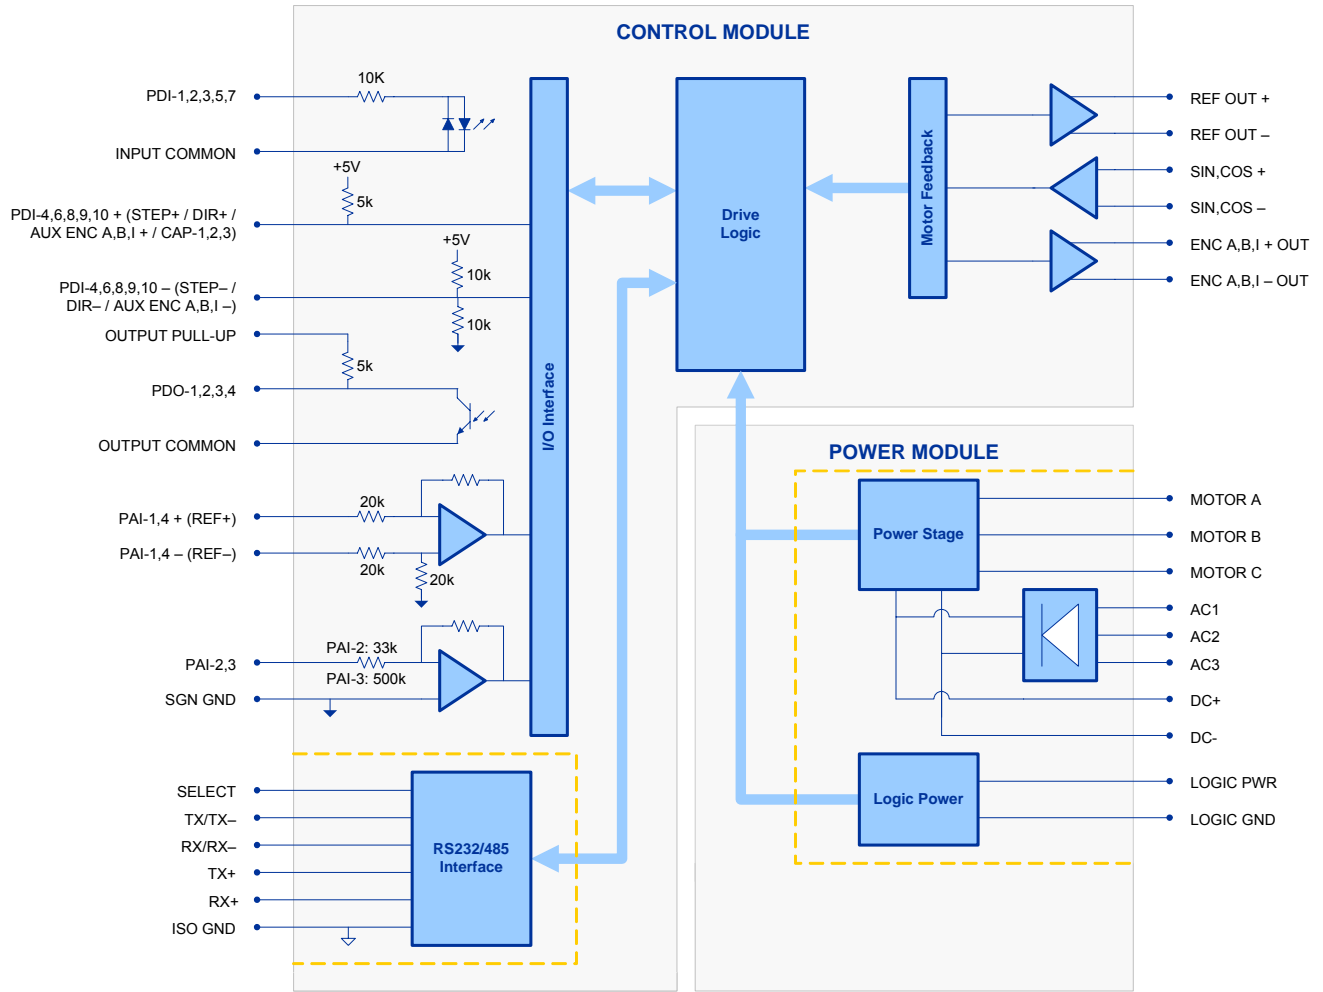 CONTROL MODULE
PDI-1,2,3,5,7
10K
INPUT COMMON
+5V
5k
PDI-4,6,8,9,10 + (STEP+ / DIR+ /
AUX ENC A,B,I + / CAP-1,2,3)
+5V
10k
PDI-4,6,8,9,10 – (STEP– /
DIR– / AUX ENC A,B,I –)
10k
OUTPUT PULL-UP
5k
PDO-1,2,3,4
OUTPUT COMMON
PAI-1,4 + (REF+)
20k
PAI-1,4 – (REF–)
20k
20k
PAI-2,3
PAI-2: 33k
PAI-3: 500k
SGN GND
I/O Interface
SELECT
TX/TX–
RX/RX–
TX+
RX+
ISO GND
RS232/485
Interface
Drive
Logic
Motor Feedback
REF OUT +
REF OUT –
SIN,COS +
SIN,COS –
ENC A,B,I + OUT
ENC A,B,I – OUT
POWER MODULE
Power Stage
MOTOR A
MOTOR B
MOTOR C
AC1
AC2
AC3
DC+
DC-
Logic Power
LOGIC PWR
LOGIC GND